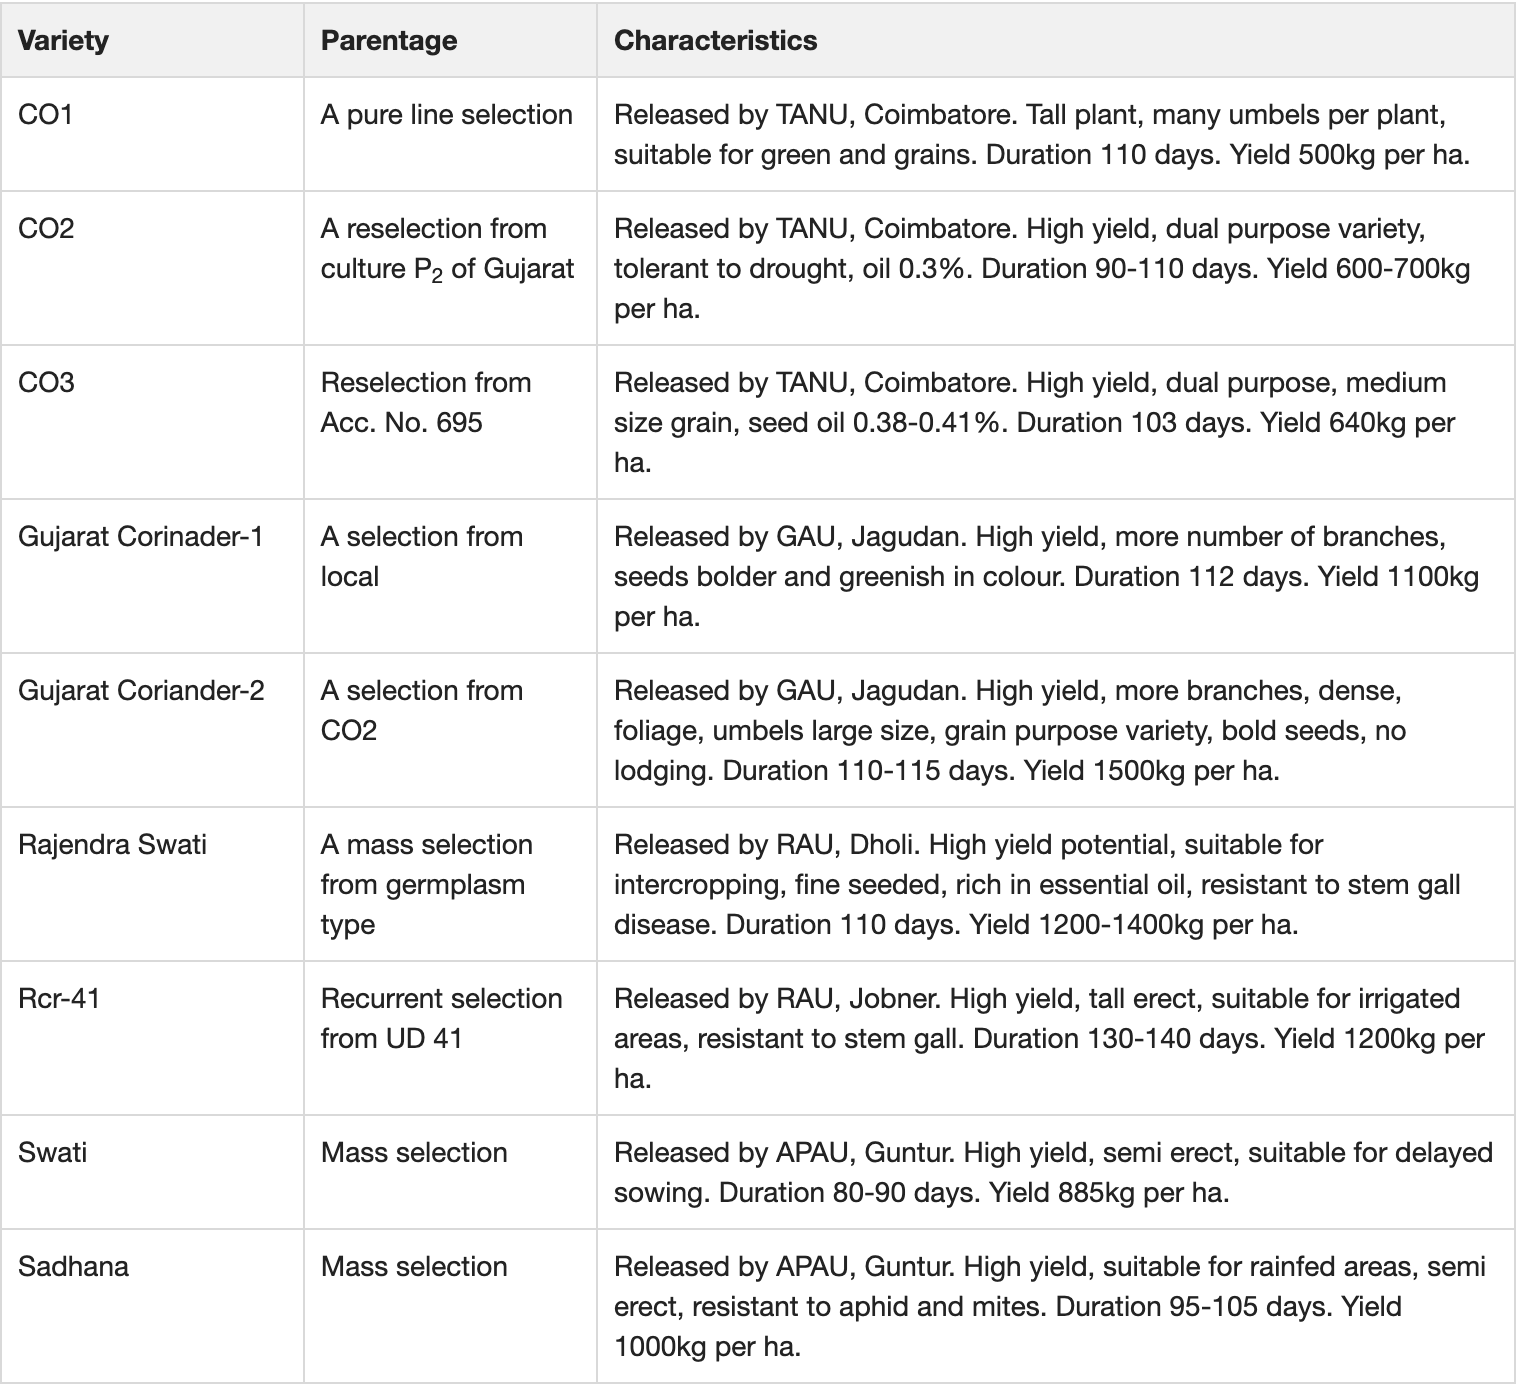 Variety Parentage Characteristics
CO1
A pure line selection
Released by TANU, Coimbatore. Tall plant, many umbels per plant,
suitable for green and grains. Duration 110 days. Yield 500kg per ha.
CO2
A reselection from
culture P₂ of Gujarat
Released by TANU, Coimbatore. High yield, dual purpose variety,
tolerant to drought, oil 0.3%. Duration 90-110 days. Yield 600-700kg
per ha.
CO3
Reselection from
Acc. No. 695
Released by TANU, Coimbatore. High yield, dual purpose, medium
size grain, seed oil 0.38-0.41%. Duration 103 days. Yield 640kg per
ha.
Gujarat Corinader-1
A selection from
local
Released by GAU, Jagudan. High yield, more number of branches,
seeds bolder and greenish in colour. Duration 112 days. Yield 1100kg
per ha.
Gujarat Coriander-2
A selection from
CO2
Released by GAU, Jagudan. High yield, more branches, dense,
foliage, umbels large size, grain purpose variety, bold seeds, no
lodging. Duration 110-115 days. Yield 1500kg per ha.
Rajendra Swati
A mass selection
from germplasm
type
Released by RAU, Dholi. High yield potential, suitable for
intercropping, fine seeded, rich in essential oil, resistant to stem gall
disease. Duration 110 days. Yield 1200-1400kg per ha.
Rcr-41
Recurrent selection
from UD 41
Released by RAU, Jobner. High yield, tall erect, suitable for irrigated
areas, resistant to stem gall. Duration 130-140 days. Yield 1200kg per
ha.
Swati
Mass selection
Released by APAU, Guntur. High yield, semi erect, suitable for delayed
sowing. Duration 80-90 days. Yield 885kg per ha.
Sadhana
Mass selection
Released by APAU, Guntur. High yield, suitable for rainfed areas, semi
erect, resistant to aphid and mites. Duration 95-105 days. Yield
1000kg per ha.